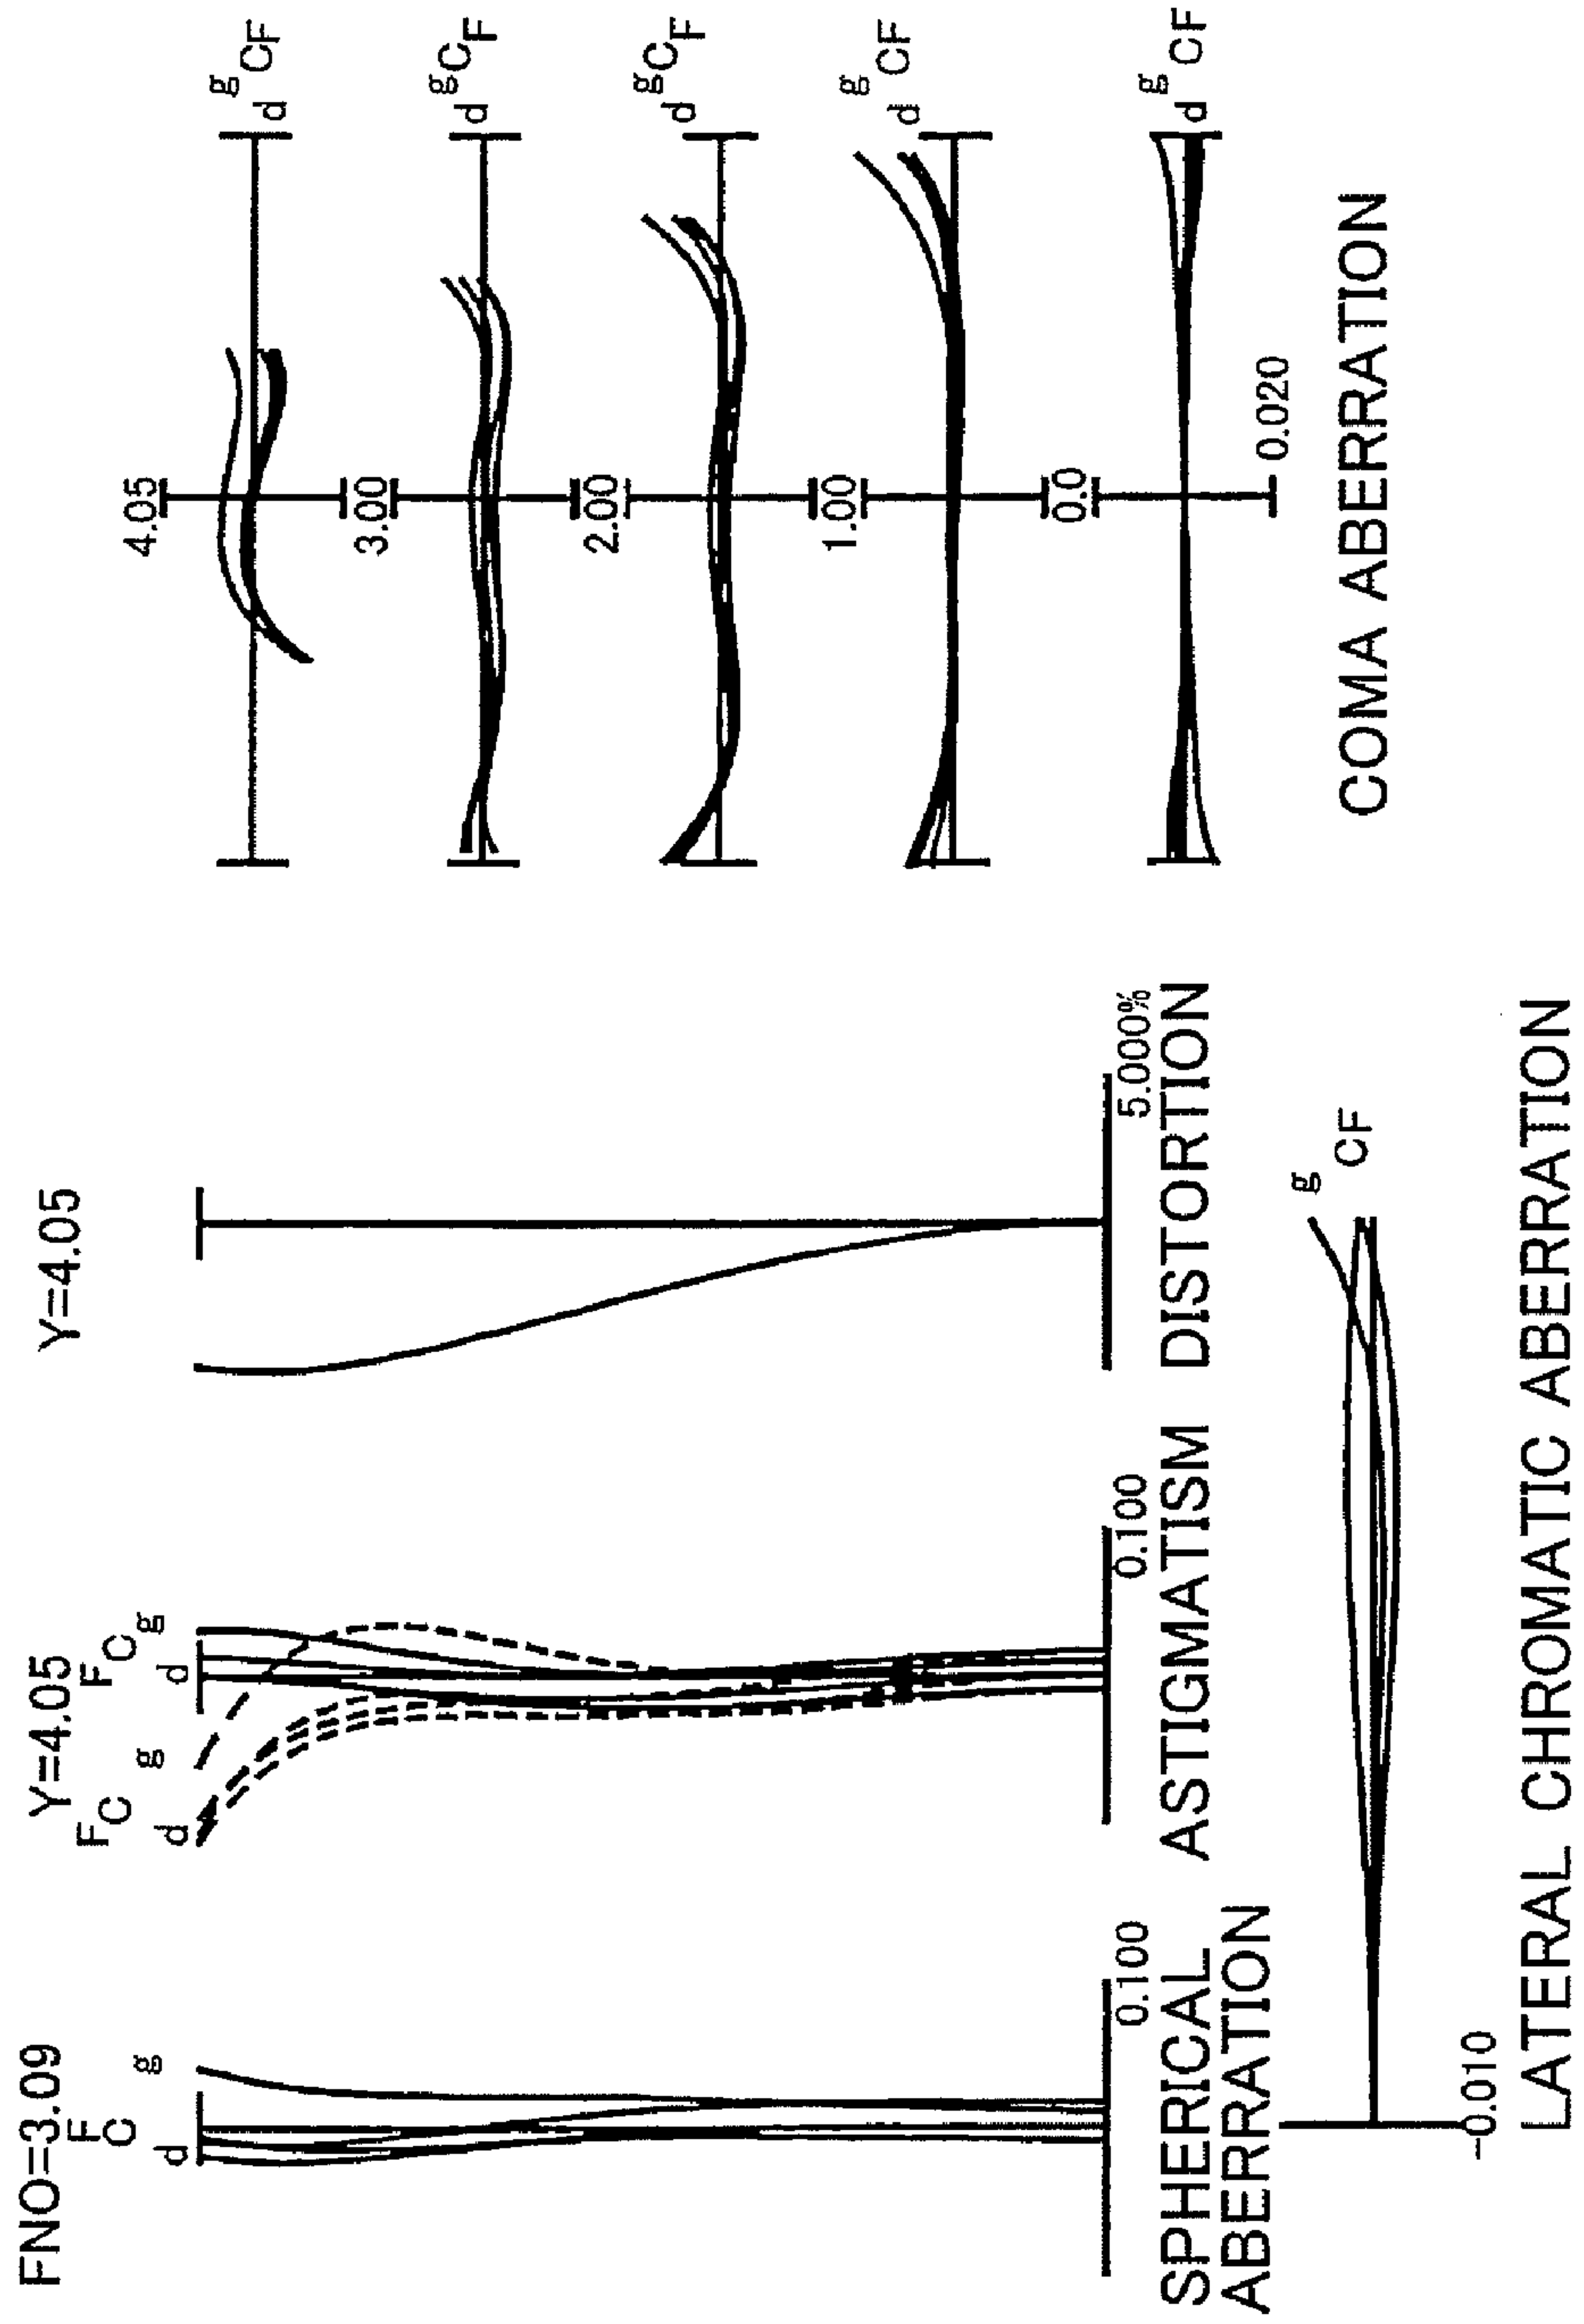 FNO=3.09
F
C
g
d
0.100
SPHERICAL
ABERRATION
Y=4.05
F
C
g
d
F
C
g
d
0.100
ASTIGMATISM
Y=4.05
5.000%
DISTORTION
4.05
d
g
C
F
3.00
d
g
C
F
2.00
d
g
C
F
1.00
d
g
CF
0.0
d
g
CF
0.020
COMA ABERRATION
g
CF
-0.010
LATERAL CHROMATIC ABERRATION